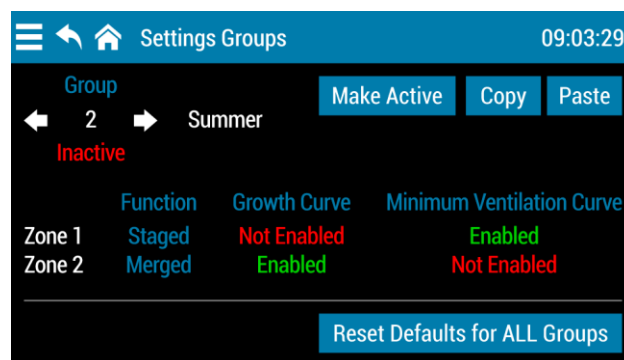 Settings Groups 09:03:29
Group
2 Summer
Inactive
Make Active Copy Paste
Function Growth Curve Minimum Ventilation Curve
Zone 1 Staged Not Enabled Enabled
Zone 2 Merged Enabled Not Enabled
Reset Defaults for ALL Groups